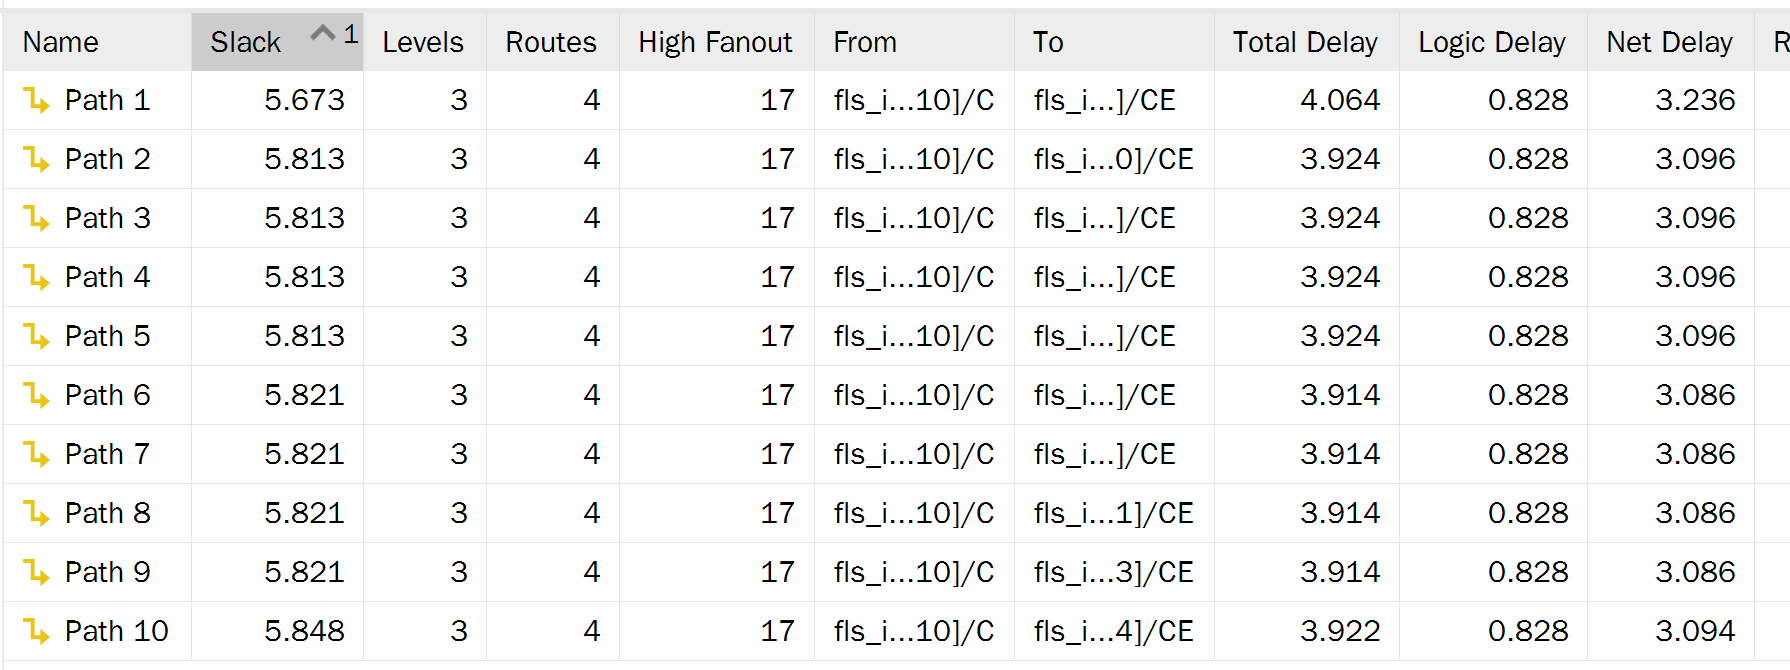 Name Slack 1 Levels Routes High Fanout From To Total Delay Logic Delay Net Delay R
Path 1 5.673 3 4 17 fls_i...10]/C fls_i...]/CE 4.064 0.828 3.236
Path 2 5.813 3 4 17 fls_i...10]/C fls_i...0]/CE 3.924 0.828 3.096
Path 3 5.813 3 4 17 fls_i...10]/C fls_i...]/CE 3.924 0.828 3.096
Path 4 5.813 3 4 17 fls_i...10]/C fls_i...]/CE 3.924 0.828 3.096
Path 5 5.813 3 4 17 fls_i...10]/C fls_i...]/CE 3.924 0.828 3.096
Path 6 5.821 3 4 17 fls_i...10]/C fls_i...]/CE 3.914 0.828 3.086
Path 7 5.821 3 4 17 fls_i...10]/C fls_i...]/CE 3.914 0.828 3.086
Path 8 5.821 3 4 17 fls_i...10]/C fls_i...1]/CE 3.914 0.828 3.086
Path 9 5.821 3 4 17 fls_i...10]/C fls_i...3]/CE 3.914 0.828 3.086
Path 10 5.848 3 4 17 fls_i...10]/C fls_i...4]/CE 3.922 0.828 3.094